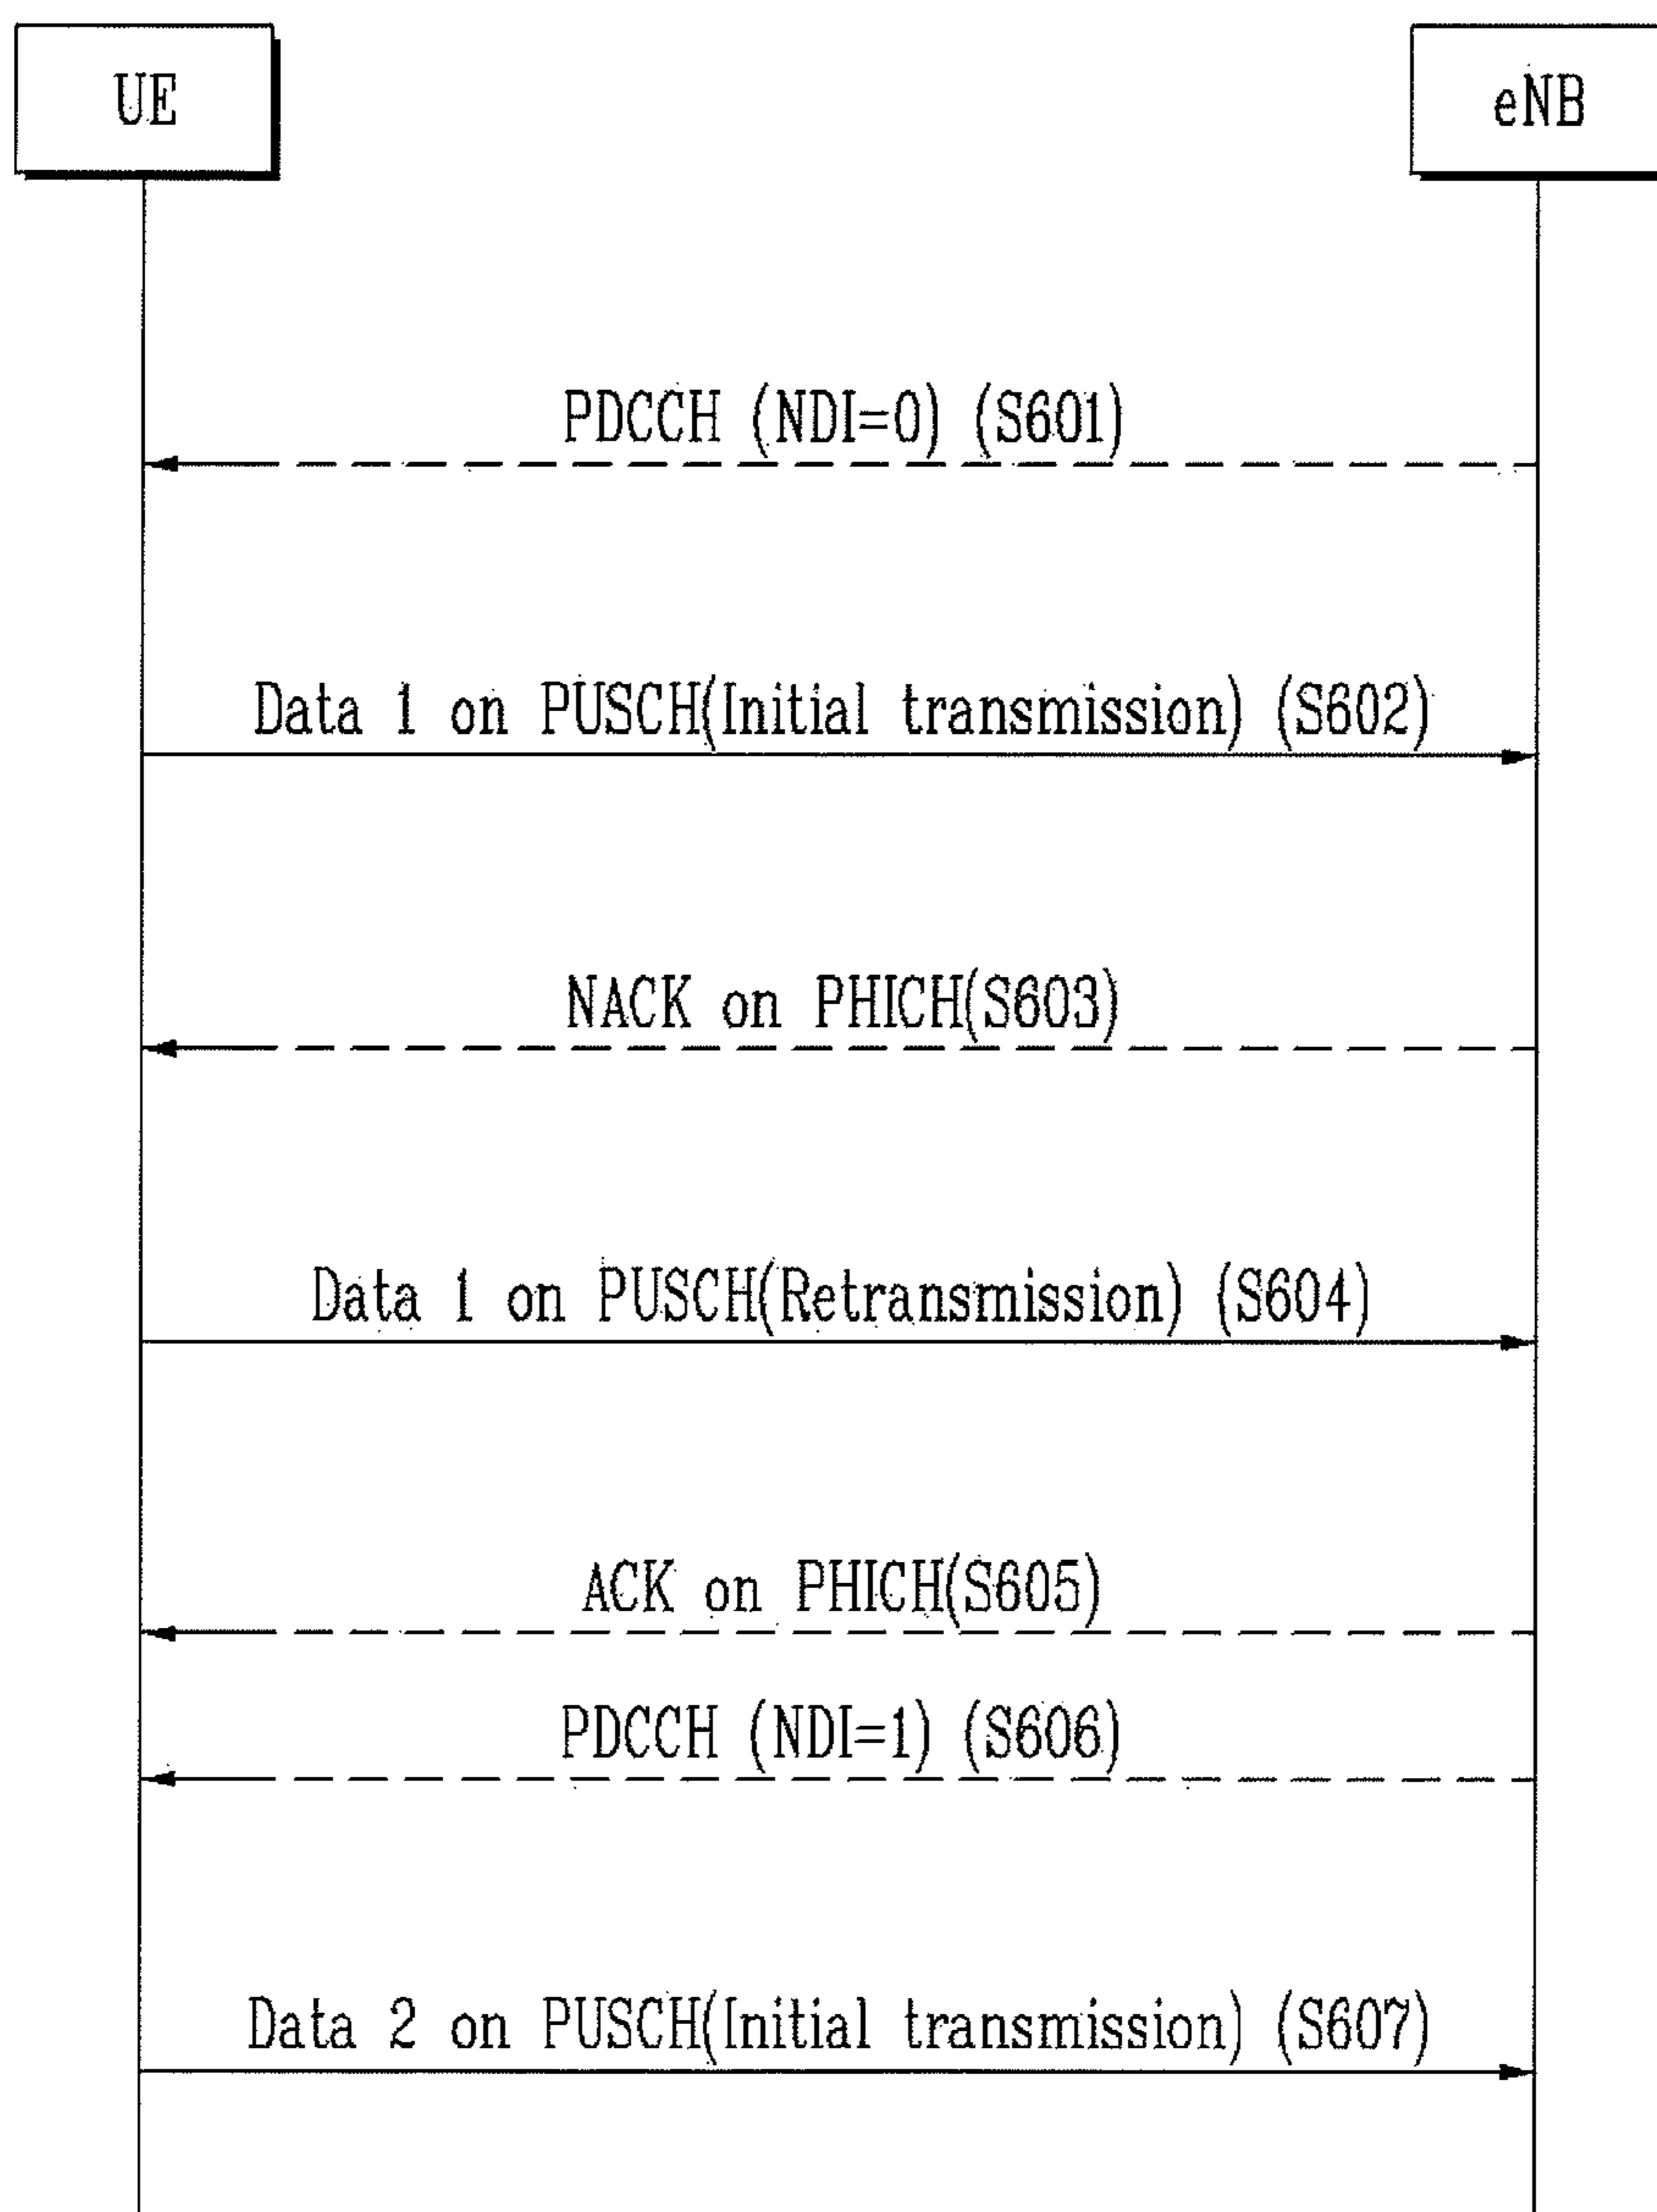 UE
eNB
PDCCH (NDI=0) (S601)
Data 1 on PUSCH(Initial transmission) (S602)
NACK on PHICH(S603)
Data 1 on PUSCH(Retransmission) (S604)
ACK on PHICH(S605)
PDCCH (NDI=1) (S606)
Data 2 on PUSCH(Initial transmission) (S607)